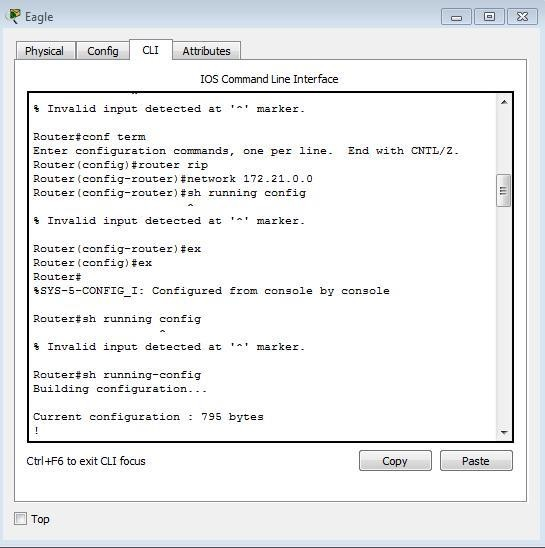 Eagle
Physical Config CLI Attributes
IOS Command Line Interface
^
% Invalid input detected at '^' marker.
Router#conf term
Enter configuration commands, one per line.  End with CNTL/Z.
Router(config)#router rip
Router(config-router)#network 172.21.0.0
Router(config-router)#sh running config
^
% Invalid input detected at '^' marker.
Router(config-router)#ex
Router(config)#ex
Router#
%SYS-5-CONFIG_I: Configured from console by console
Router#sh running config
^
% Invalid input detected at '^' marker.
Router#sh running-config
Building configuration...
Current configuration : 795 bytes
!
Ctrl+F6 to exit CLI focus
Copy Paste
Top